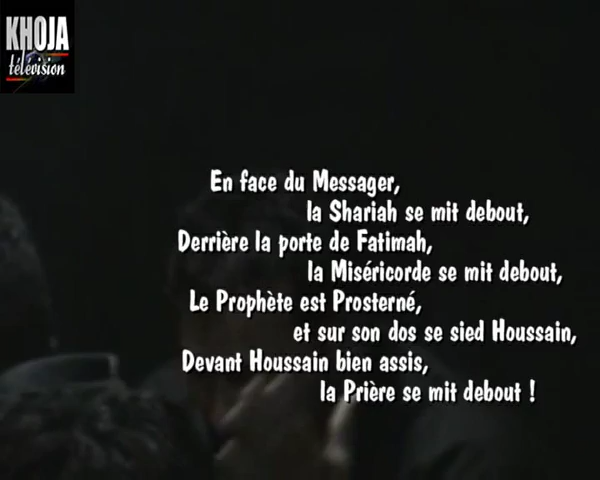 KHOJA
télévision
En face du Messager,
la Shariah se mit debout,
Derrière la porte de Fatimah,
la Miséricorde se mit debout,
Le Prophète est Prosterné,
et sur son dos se sied Houssain,
Devant Houssain bien assis,
la Prière se mit debout !